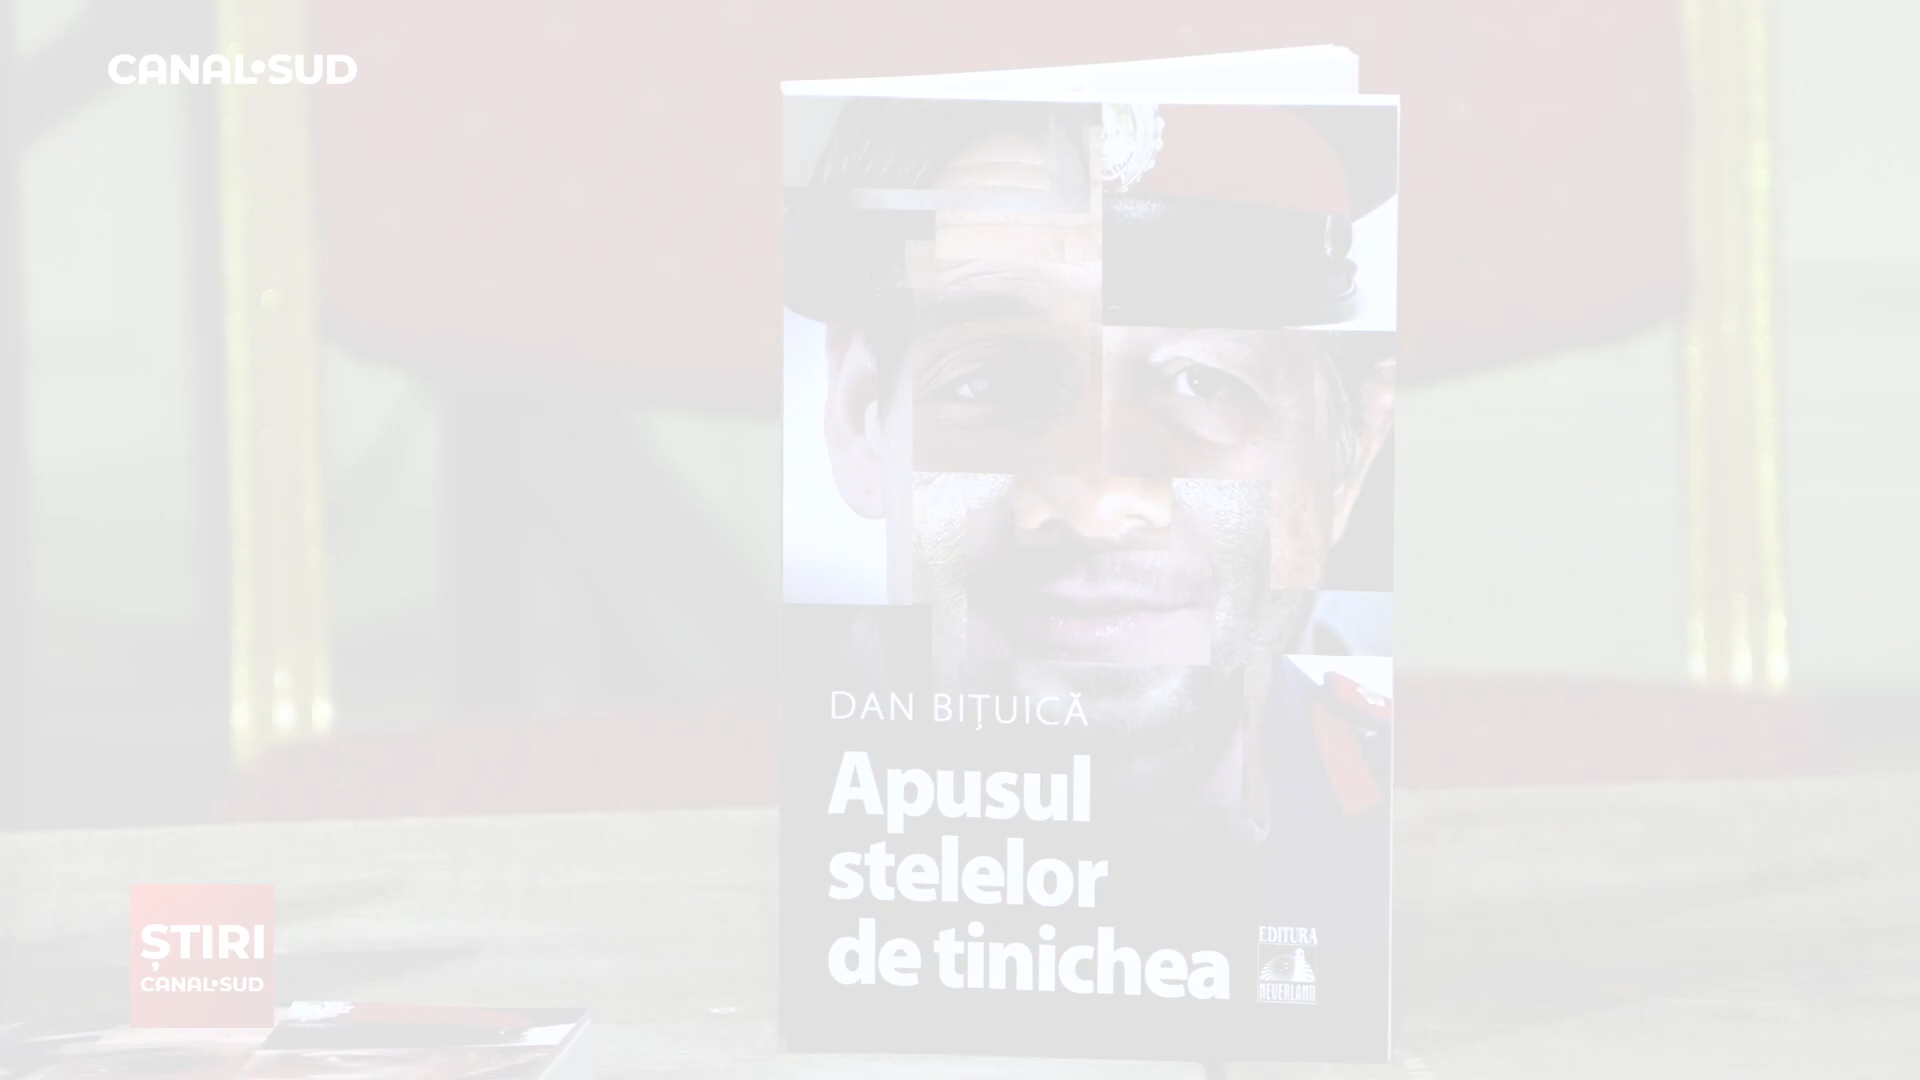 CANAL•SUD
DAN BIȚUICĂ
Apusul
stelelor
de tinichea
EDITURA
NEVERLAND
ȘTIRI
CANAL•SUD